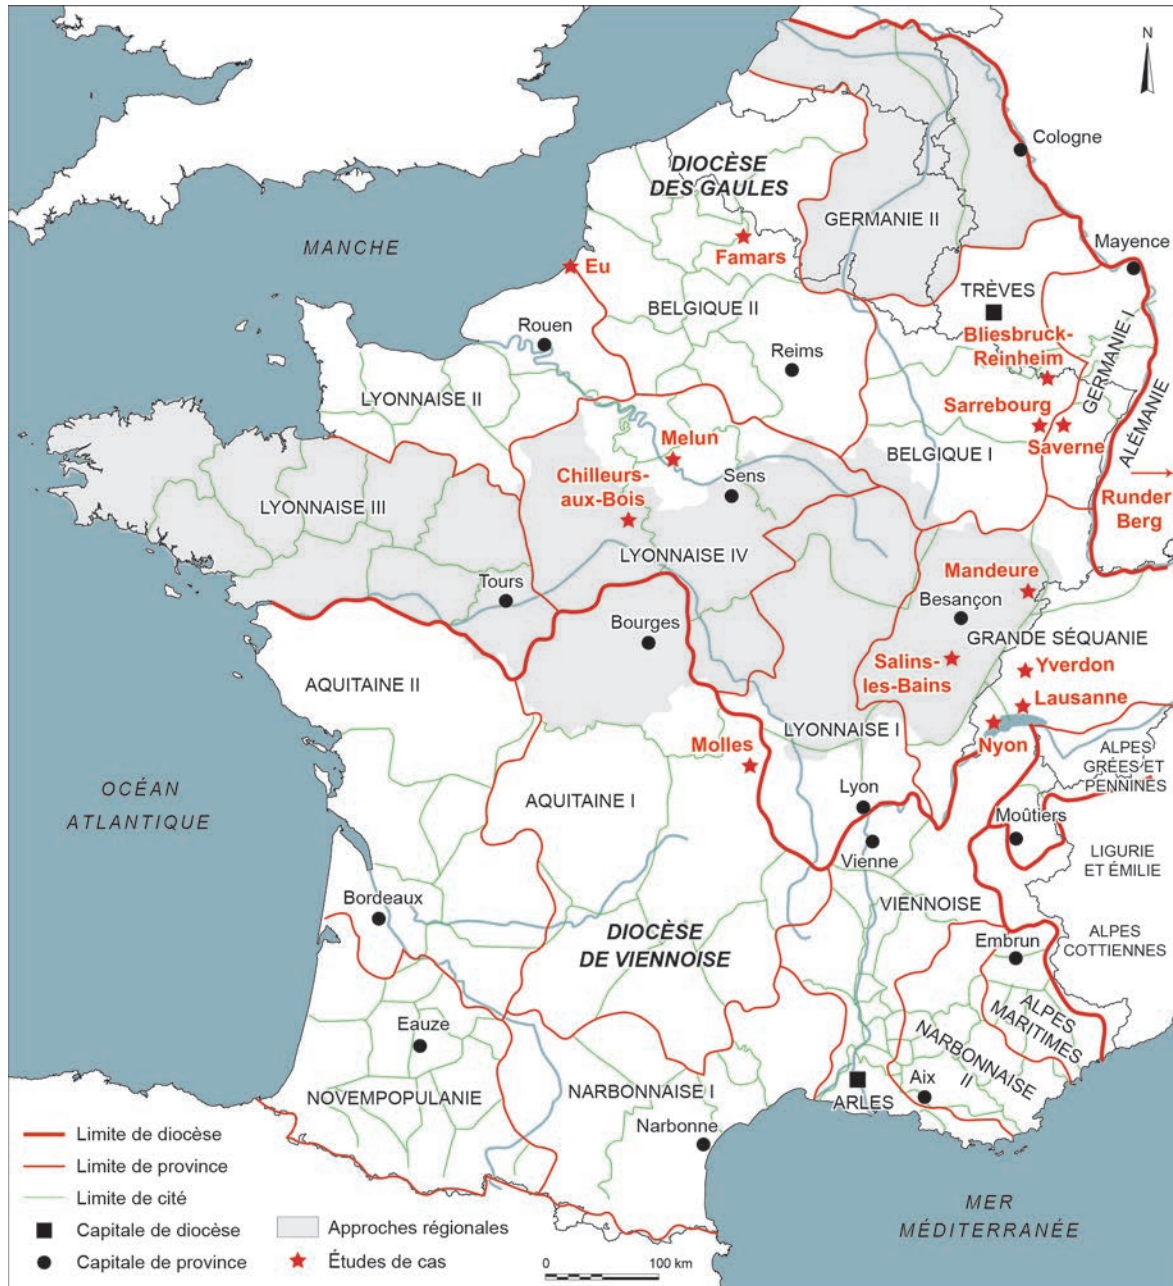 N
Cologne
DIOCÈSE
DES GAULES
GERMANIE II
MANCHE
Famars
Mayence
Eu
TRÈVES
BELGIQUE II
Rouen
Bliesbruck-
Reinheim
Reims
GERMANIE I
LYONNAISE II
Sarrebourg
ALÉMANIE
Melun
Saverne
BELGIQUE I
Chilleurs-
aux-Bois
Sens
Runder
Berg
LYONNAISE III
LYONNAISE IV
Mandeure
Tours
Besançon
Bourges
GRANDE SÉQUANIE
Salins-
les-Bains
Yverdon
AQUITAINE II
Lausanne
LYONNAISE I
Molles
Nyon
ALPES
GRÉES ET
PENNINES
OCÉAN
ATLANTIQUE
AQUITAINE I
Lyon
Moûtiers
Vienne
LIGURIE
ET ÉMILIE
Bordeaux
VIENNOISE
DIOCÈSE
DE VIENNOISE
Embrun
ALPES
COTTIENNES
ALPES
MARITIMES
Eauze
NARBONNAISE
II
Aix
NOVEMPOPULANIE
NARBONNAISE I
ARLES
Narbonne
Limite de diocèse
Limite de province
Limite de cité
Capitale de diocèse
Capitale de province
Approches régionales
Études de cas
0 100 km
MER
MÉDITERRANÉE